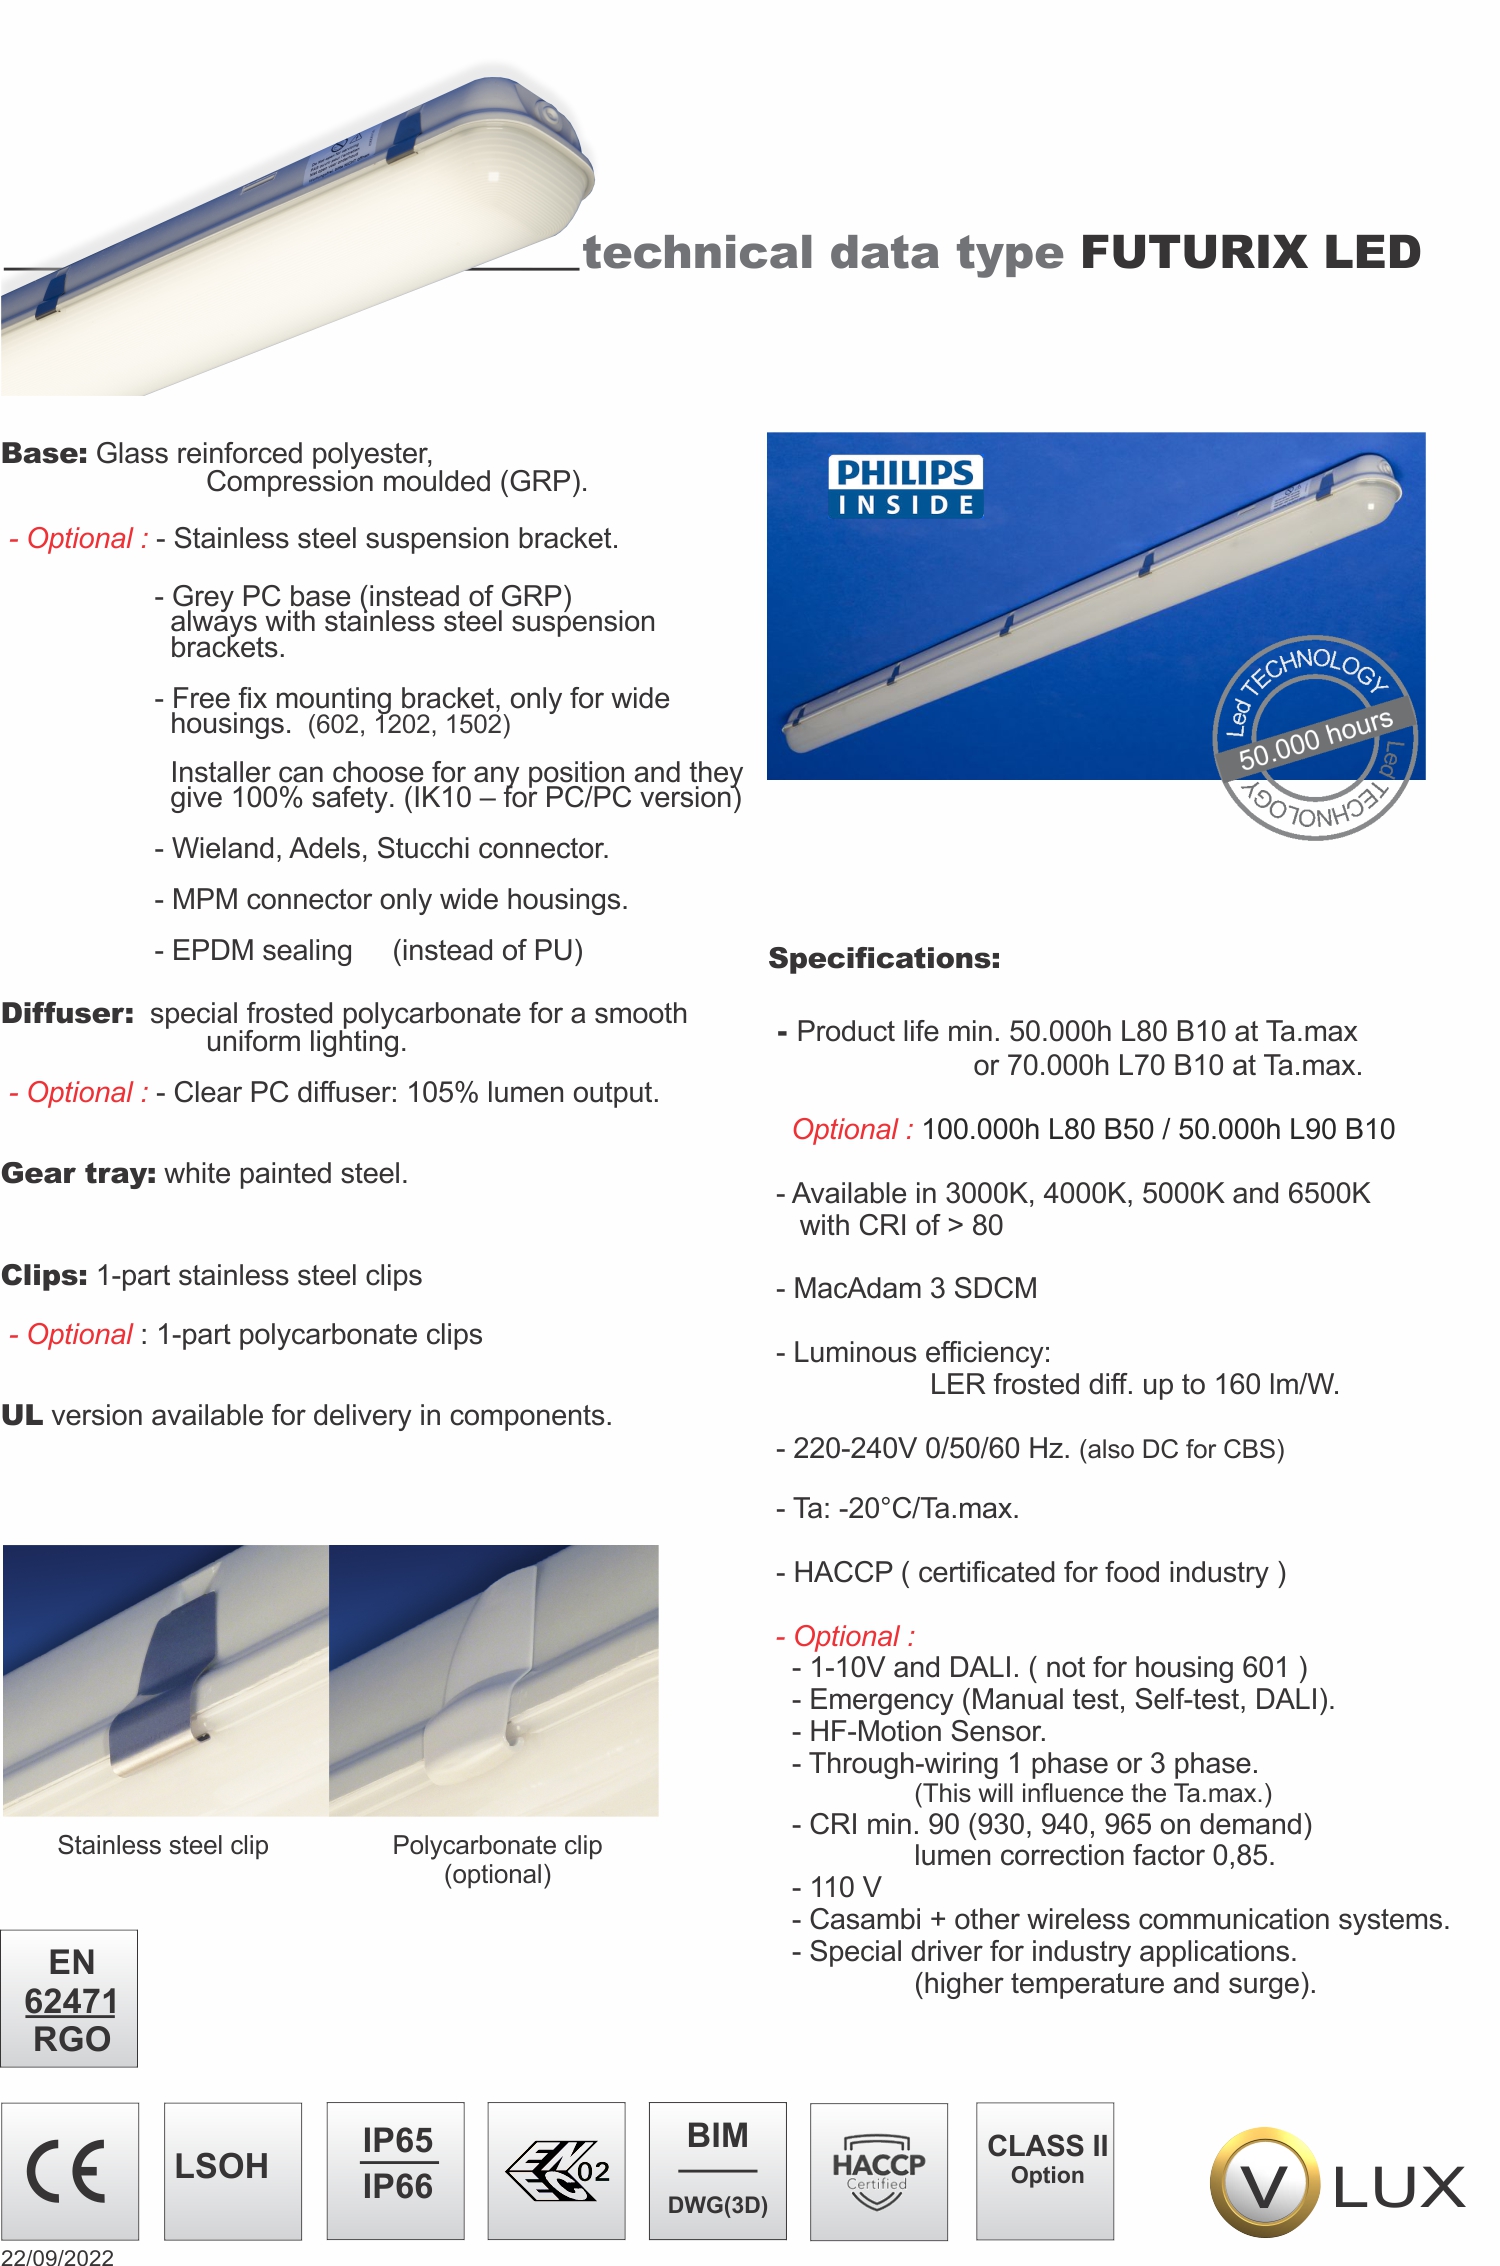 technical data type FUTURIX LED
Base: Glass reinforced polyester,
Compression moulded (GRP).
- Optional : - Stainless steel suspension bracket.
- Grey PC base (instead of GRP)
always with stainless steel suspension
brackets.
- Free fix mounting bracket, only for wide
housings. (602, 1202, 1502)
Installer can choose for any position and they
give 100% safety. (IK10 – for PC/PC version)
- Wieland, Adels, Stucchi connector.
- MPM connector only wide housings.
- EPDM sealing (instead of PU)
Diffuser: special frosted polycarbonate for a smooth
uniform lighting.
- Optional : - Clear PC diffuser: 105% lumen output.
Gear tray: white painted steel.
Clips: 1-part stainless steel clips
- Optional : 1-part polycarbonate clips
UL version available for delivery in components.
Stainless steel clip
Polycarbonate clip
(optional)
PHILIPS
INSIDE
Led TECHNOLOGY
50.000 hours
Led TECHNOLOGY
Specifications:
- Product life min. 50.000h L80 B10 at Ta.max
or 70.000h L70 B10 at Ta.max.
Optional : 100.000h L80 B50 / 50.000h L90 B10
- Available in 3000K, 4000K, 5000K and 6500K
with CRI of > 80
- MacAdam 3 SDCM
- Luminous efficiency:
LER frosted diff. up to 160 lm/W.
- 220-240V 0/50/60 Hz. (also DC for CBS)
- Ta: -20°C/Ta.max.
- HACCP ( certificated for food industry )
- Optional :
- 1-10V and DALI. ( not for housing 601 )
- Emergency (Manual test, Self-test, DALI).
- HF-Motion Sensor.
- Through-wiring 1 phase or 3 phase.
(This will influence the Ta.max.)
- CRI min. 90 (930, 940, 965 on demand)
lumen correction factor 0,85.
- 110 V
- Casambi + other wireless communication systems.
- Special driver for industry applications.
(higher temperature and surge).
EN
62471
RGO
CE
LSOH
IP65
IP66
02
BIM
DWG(3D)
HACCP
Certified
CLASS II
Option
V LUX
22/09/2022